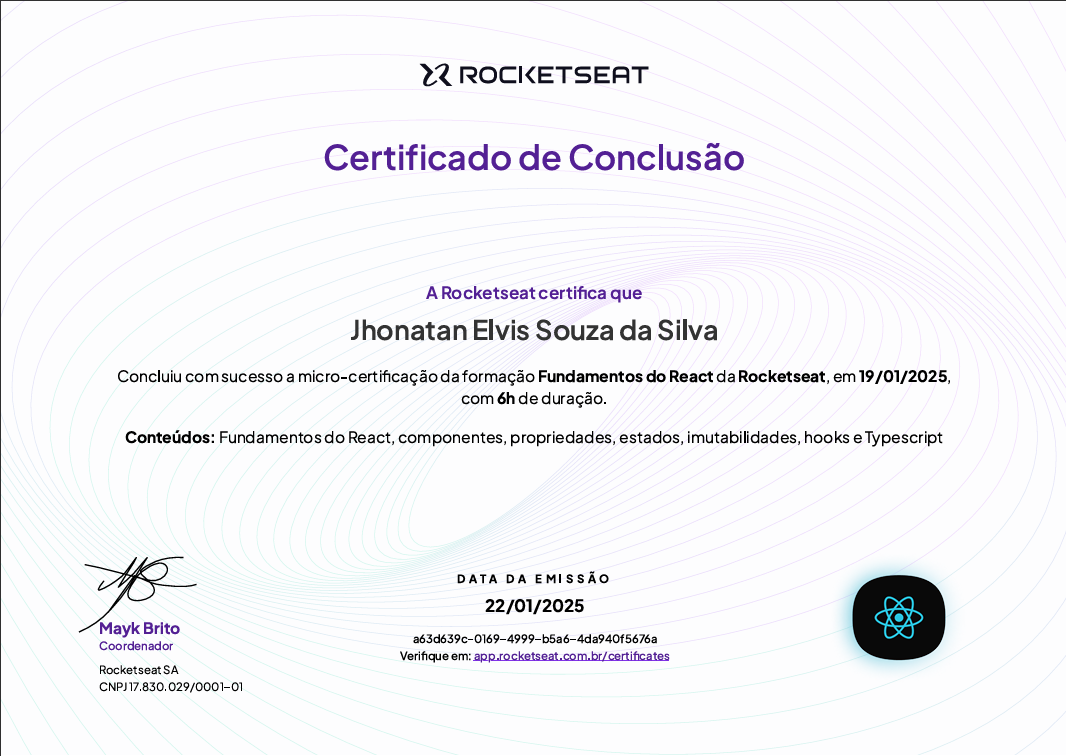 ROCKETSEAT
Certificado de Conclusão
A Rocketseat certifica que
Jhonatan Elvis Souza da Silva
Concluiu com sucesso a micro-certificação da formação Fundamentos do React da Rocketseat, em 19/01/2025,
com 6h de duração.
Conteúdos: Fundamentos do React, componentes, propriedades, estados, imutabilidades, hooks e Typescript
Mayk Brito
Coordenador
Rocketseat SA
CNPJ 17.830.029/0001-01
DATA DA EMISSÃO
22/01/2025
a63d639c-0169-4999-b5a6-4da940f5676a
Verifique em: app.rocketseat.com.br/certificates